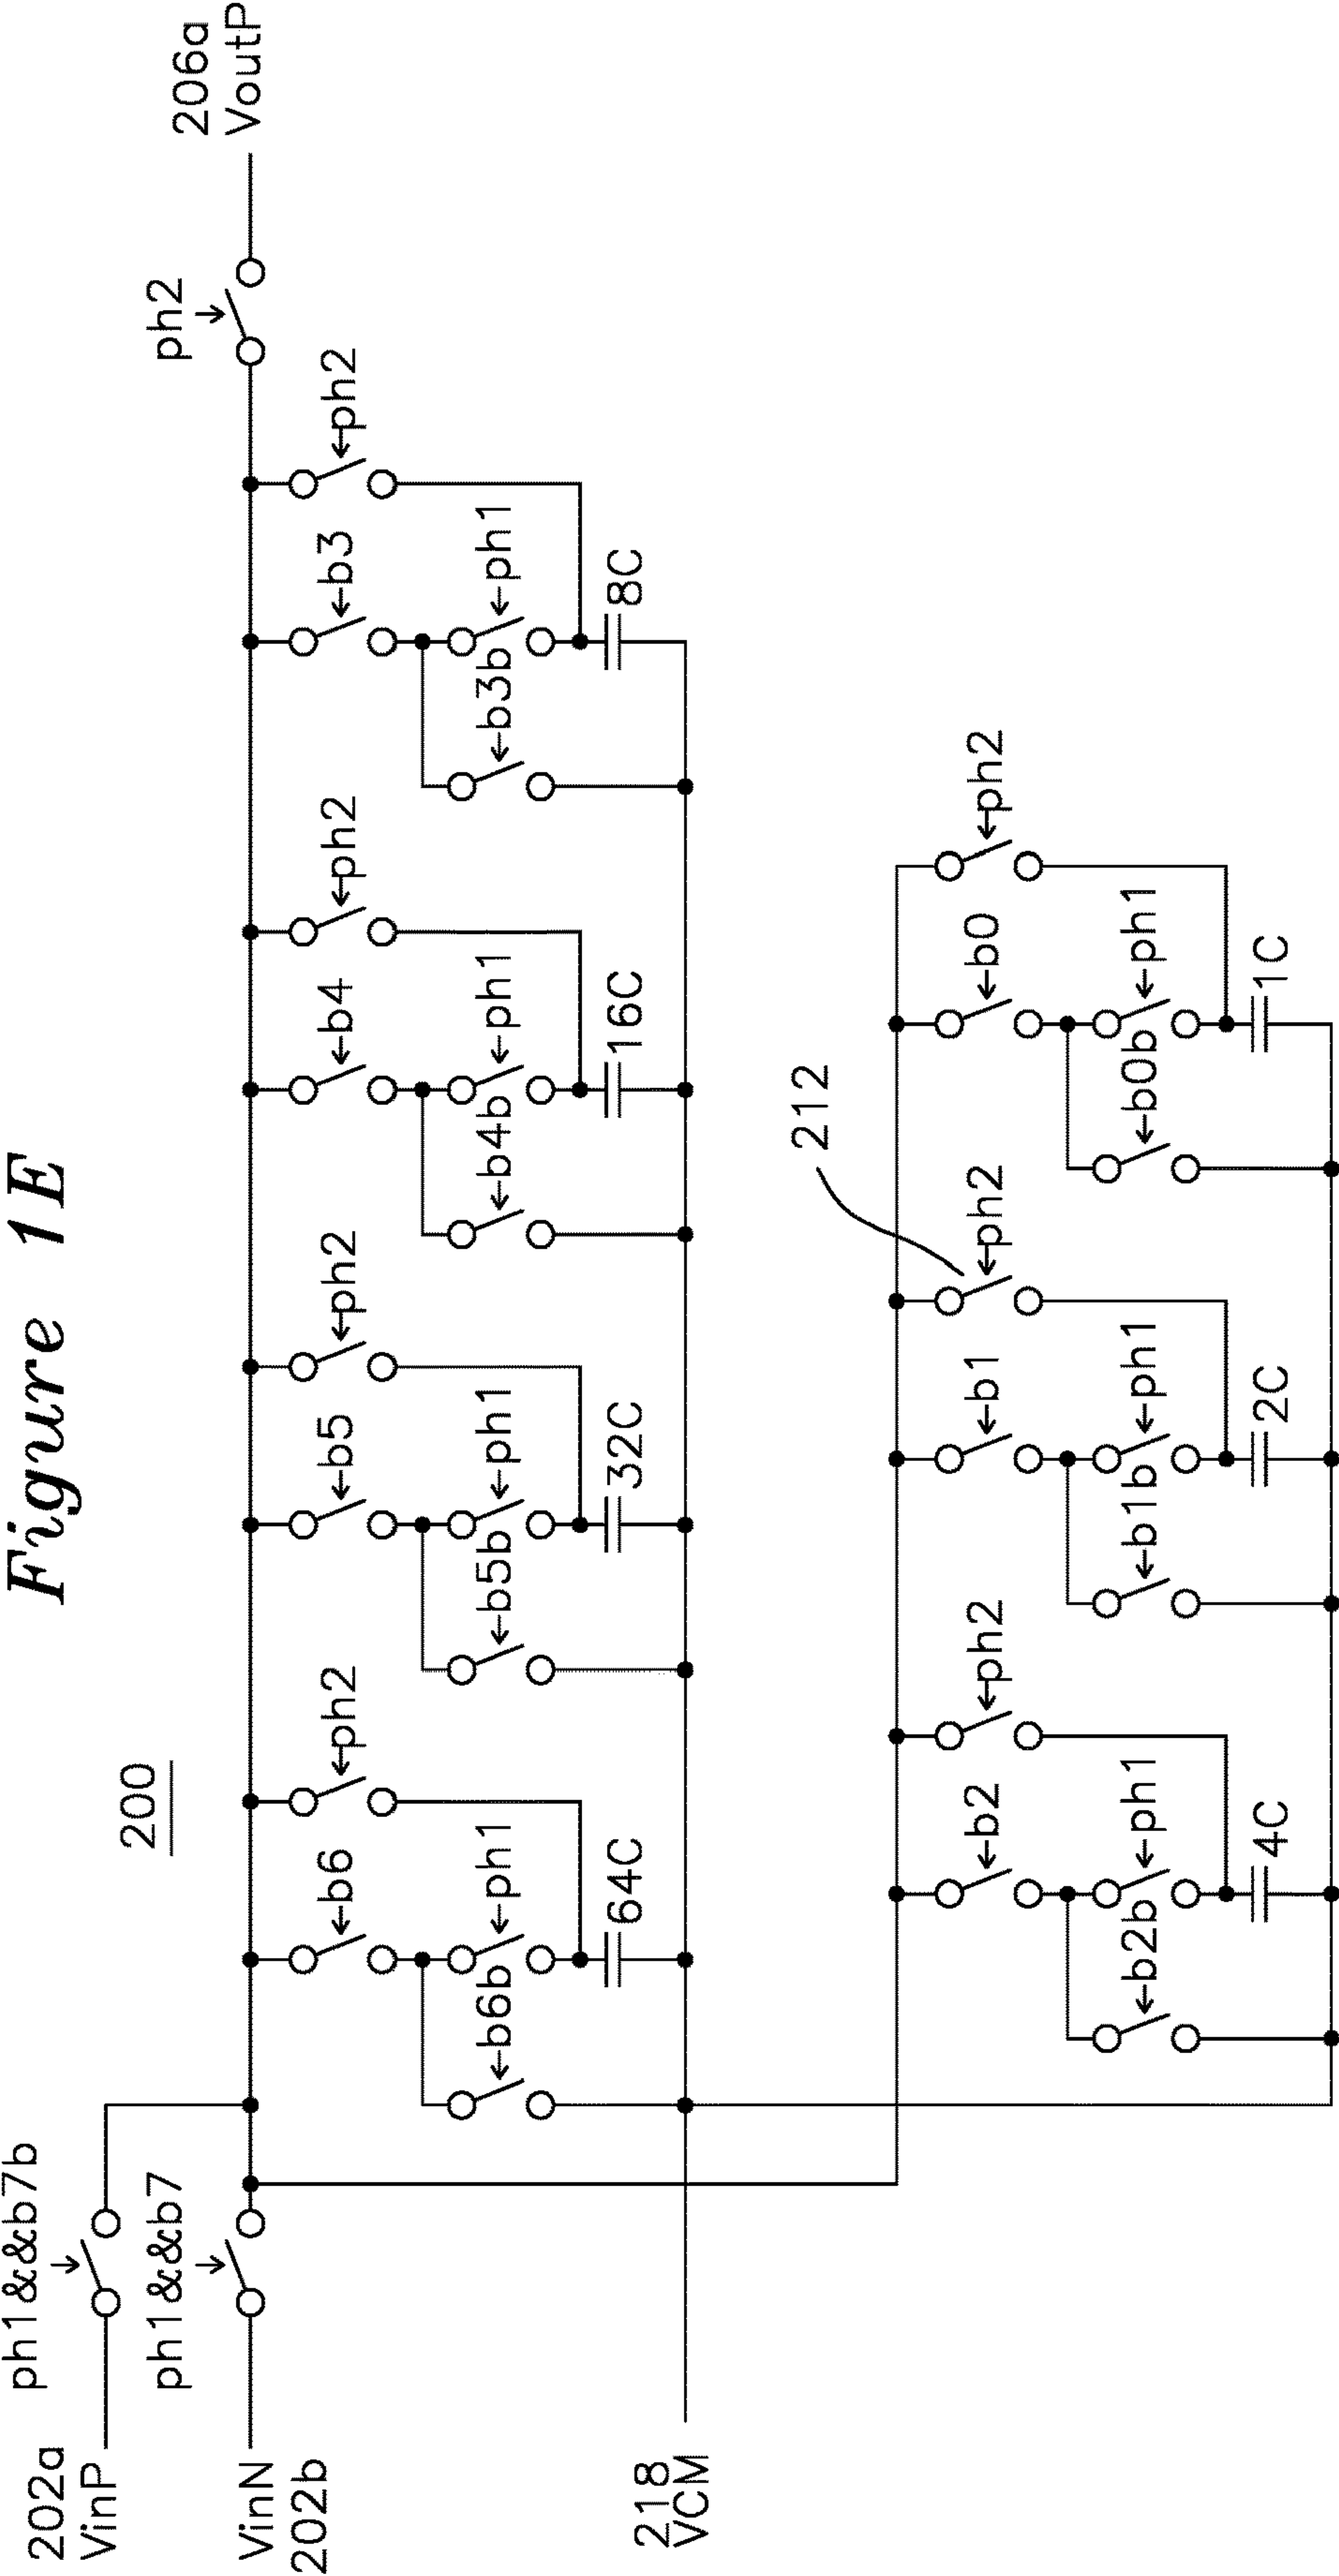 Figure 1E
200
202a
VinP
ph1&&b7b
ph1&&b7
VinN
202b
206a
VoutP
ph2
b6
ph2
b5
ph2
b4
ph2
b3
ph2
b6b
ph1
b5b
ph1
b4b
ph1
b3b
ph1
64C
32C
16C
8C
218
VCM
212
b2
ph2
b1
ph2
b0
ph2
b2b
ph1
b1b
ph1
b0b
ph1
4C
2C
1C